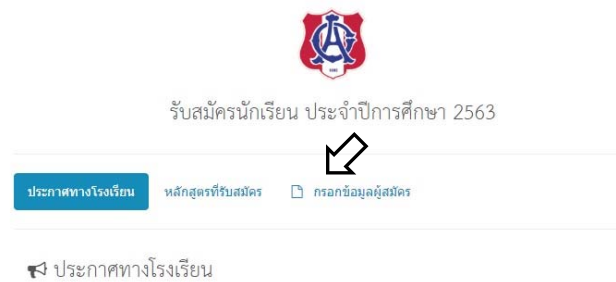 รับสมัครนักเรียน ประจำปีการศึกษา 2563
ประกาศทางโรงเรียน หลักสูตรที่รับสมัคร กรอกข้อมูลผู้สมัคร
ประกาศทางโรงเรียน